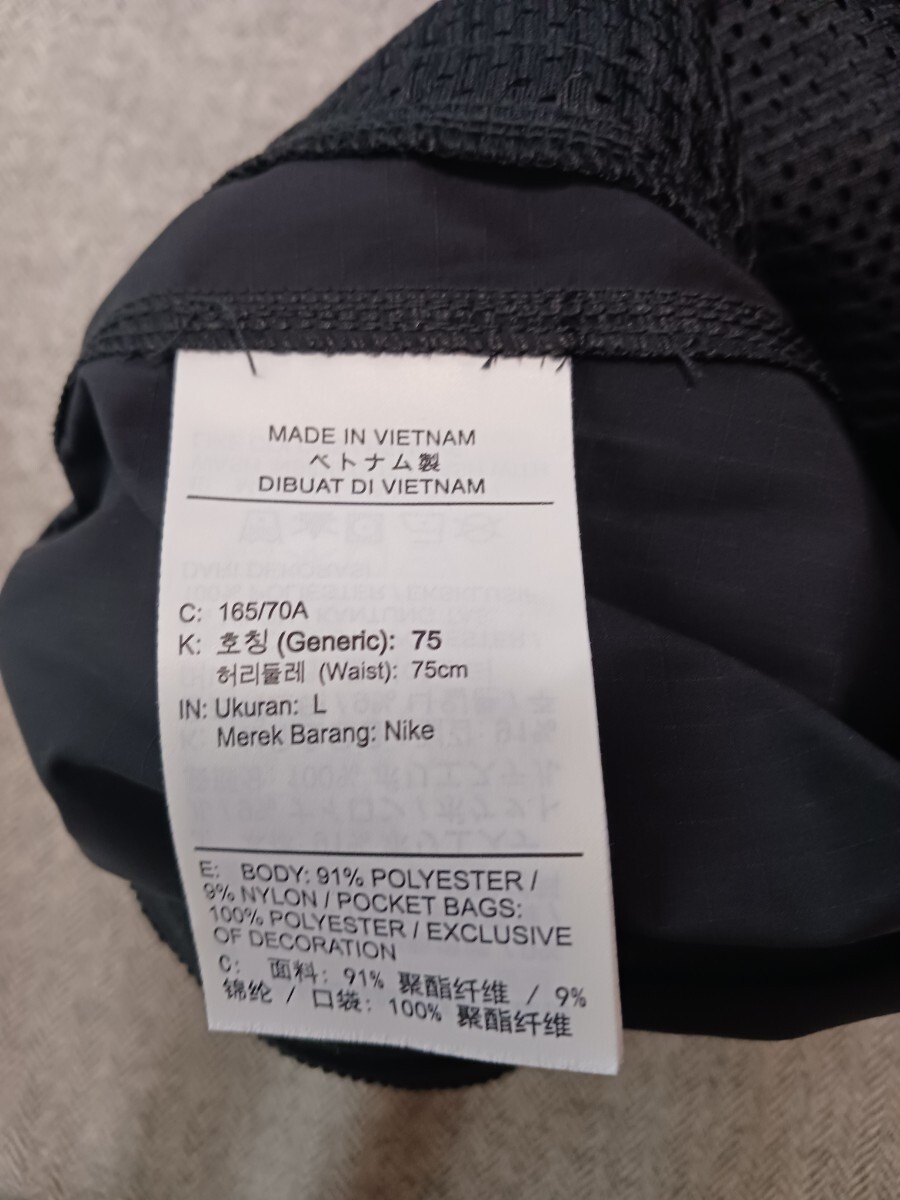 MADE IN VIETNAM
ベトナム製
DIBUAT DI VIETNAM
C: 165/70A
K: 호칭 (Generic): 75
허리둘레 (Waist): 75cm
IN: Ukuran: L
Merek Barang: Nike
E: BODY: 91% POLYESTER /
9% NYLON / POCKET BAGS:
100% POLYESTER / EXCLUSIVE
OF DECORATION
C: 面料: 91% 聚酯纤维 / 9%
锦纶 / 口袋: 100% 聚酯纤维